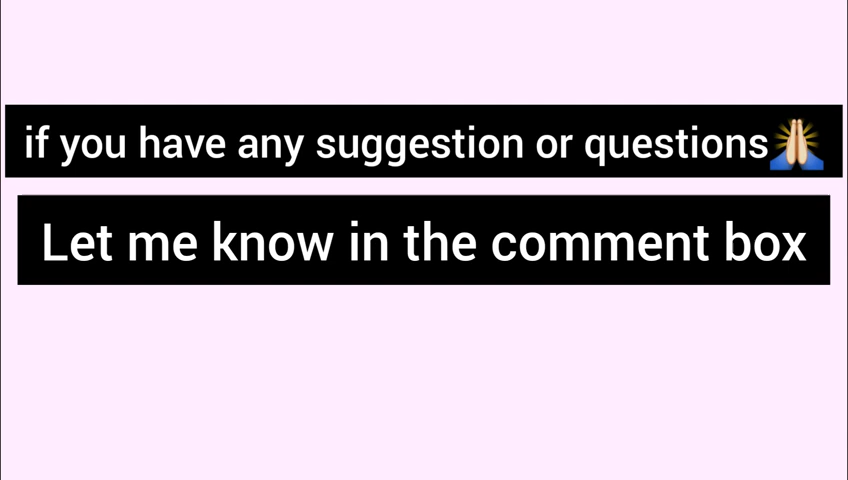 if you have any suggestion or questions🙏
Let me know in the comment box